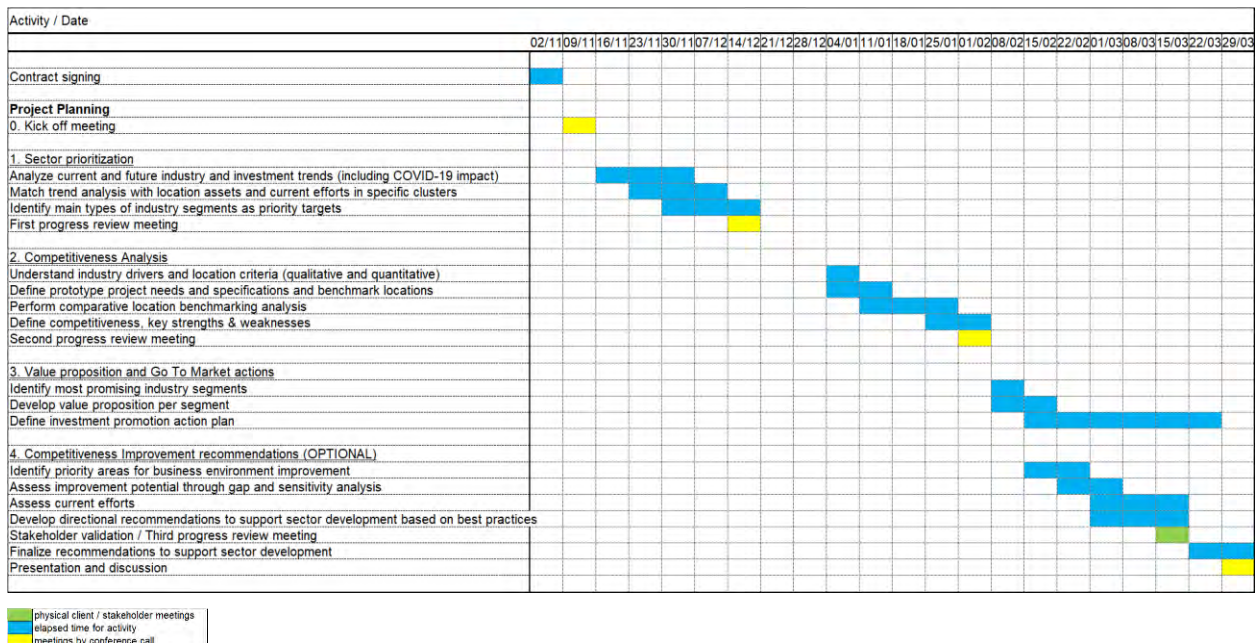 Activity / Date
02/11 09/11 16/11 23/11 30/11 07/12 14/12 21/12 28/12 04/01 11/01 18/01 25/01 01/02 08/02 15/02 22/02 01/03 08/03 15/03 22/03 29/03
Contract signing
Project Planning
0. Kick off meeting
1. Sector prioritization
Analyze current and future industry and investment trends (including COVID-19 impact)
Match trend analysis with location assets and current efforts in specific clusters
Identify main types of industry segments as priority targets
First progress review meeting
2. Competitiveness Analysis
Understand industry drivers and location criteria (qualitative and quantitative)
Define prototype project needs and specifications and benchmark locations
Perform comparative location benchmarking analysis
Define competitiveness, key strengths & weaknesses
Second progress review meeting
3. Value proposition and Go To Market actions
Identify most promising industry segments
Develop value proposition per segment
Define investment promotion action plan
4. Competitiveness Improvement recommendations (OPTIONAL)
Identify priority areas for business environment improvement
Assess improvement potential through gap and sensitivity analysis
Assess current efforts
Develop directional recommendations to support sector development based on best practices
Stakeholder validation / Third progress review meeting
Finalize recommendations to support sector development
Presentation and discussion
physical client / stakeholder meetings
elapsed time for activity
meetings by conference call